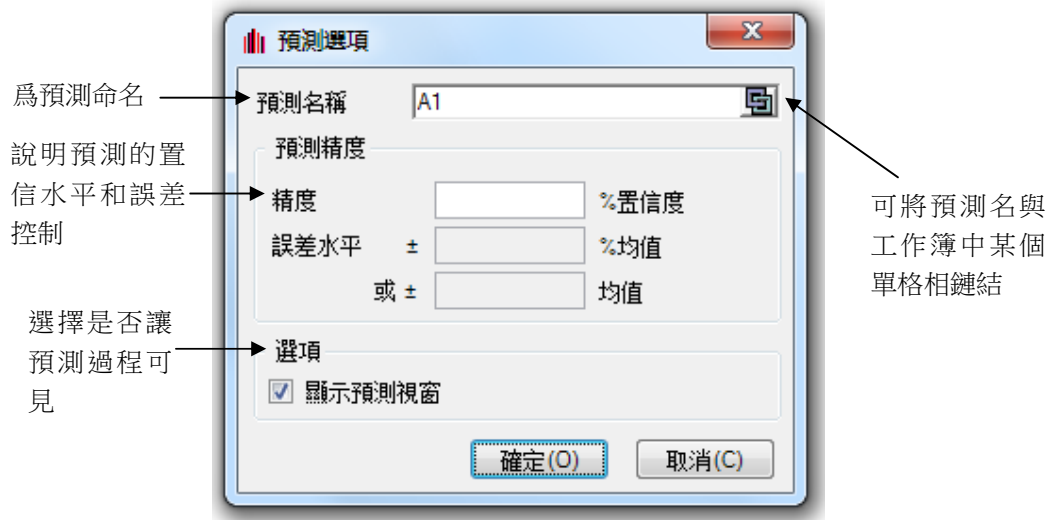 預測選項
爲預測命名
預測名稱
A1
預測精度
說明預測的置
信水平和誤差
控制
精度
%置信度
誤差水平 ±
%均值
或 ±
均值
可將預測名與
工作簿中某個
單格相鏈結
選擇是否讓
預測過程可
見
選項
顯示預測視窗
確定(O)
取消(C)